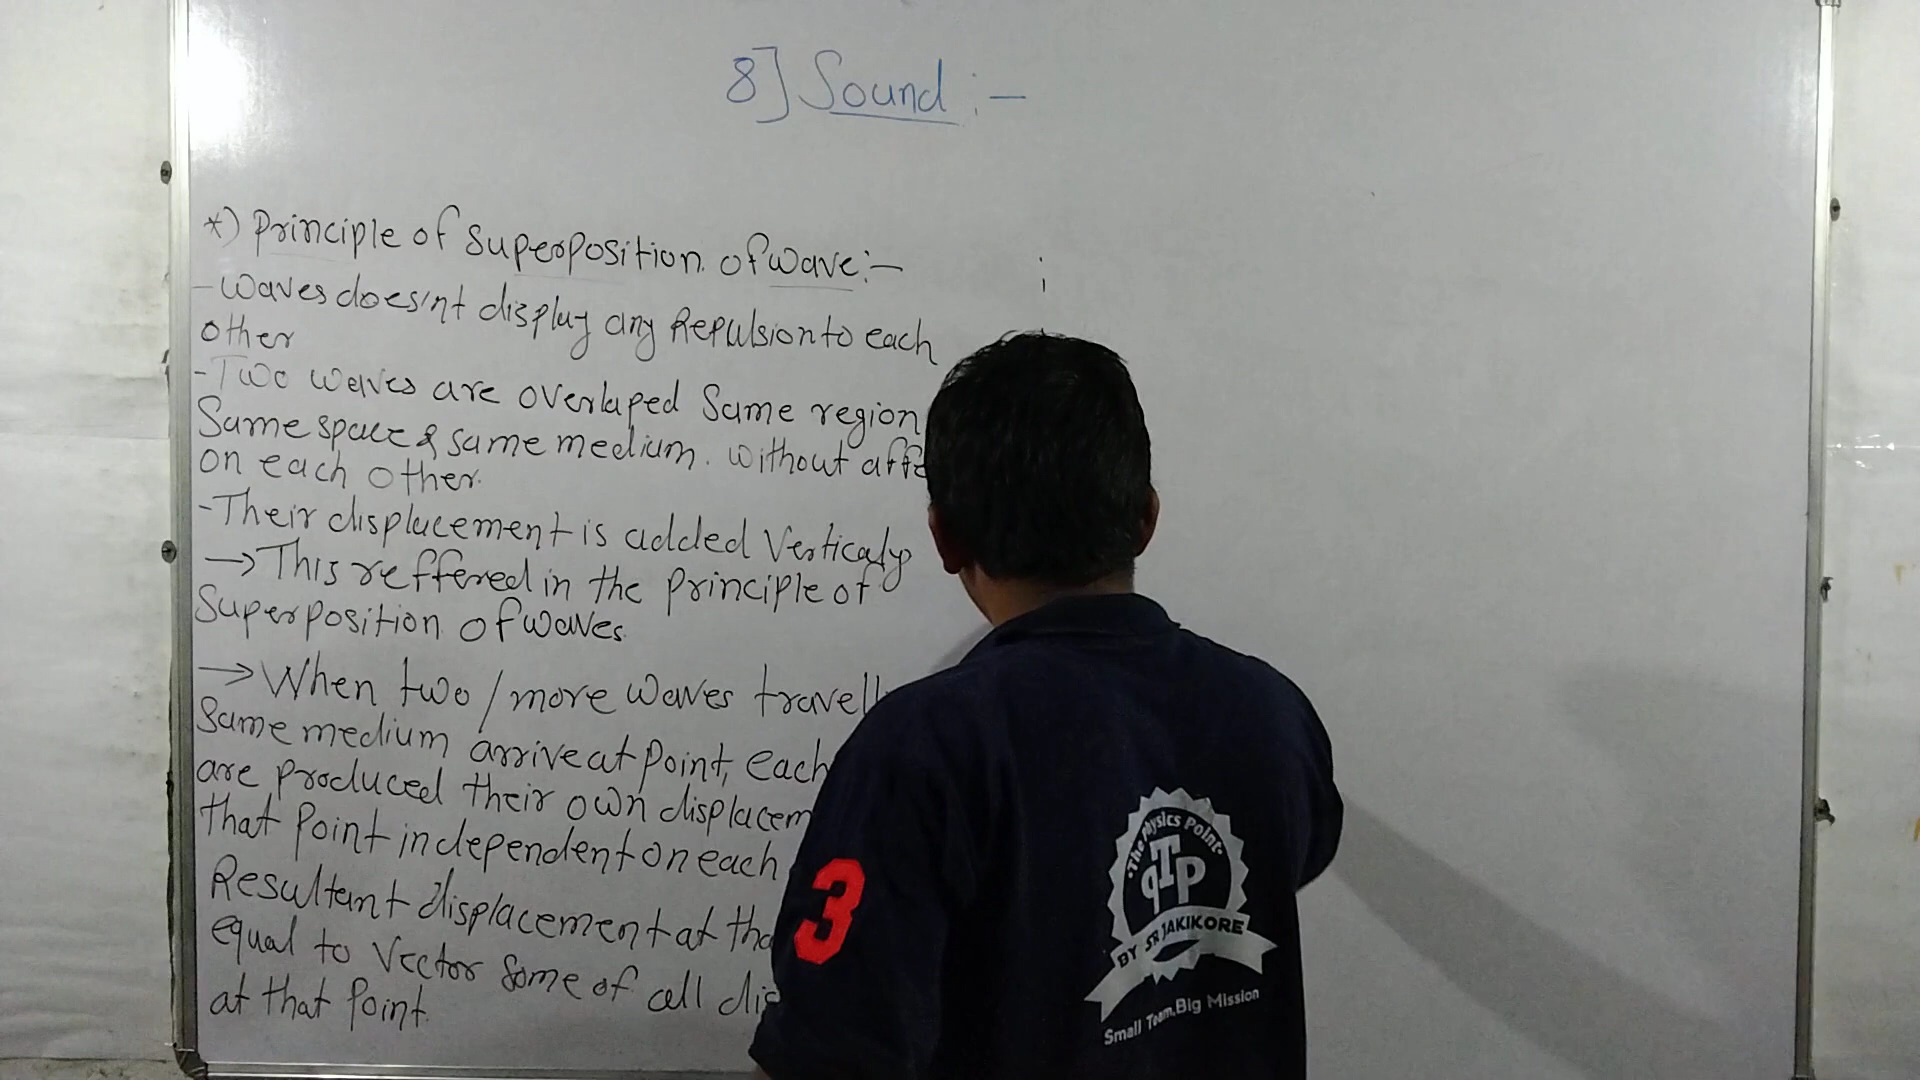 8] Sound :-
*) Principle of Superposition of wave:-
- Waves does'nt display any Repulsion to each
other
- Two waves are overlaped Same region
Same space & same medium. without
on each other.
- Their displacement is added Verticaly
→ This reffered in the principle of
Superposition of waves.
→ When two / more waves
Same medium arrive at point, each
are produced their own
that point independent on each
Resultant displacement at
equal to Vector Some of all
at that point.
3
The Physics Point
TPP
BY SR JAKIKORE
Small Team, Big Mission